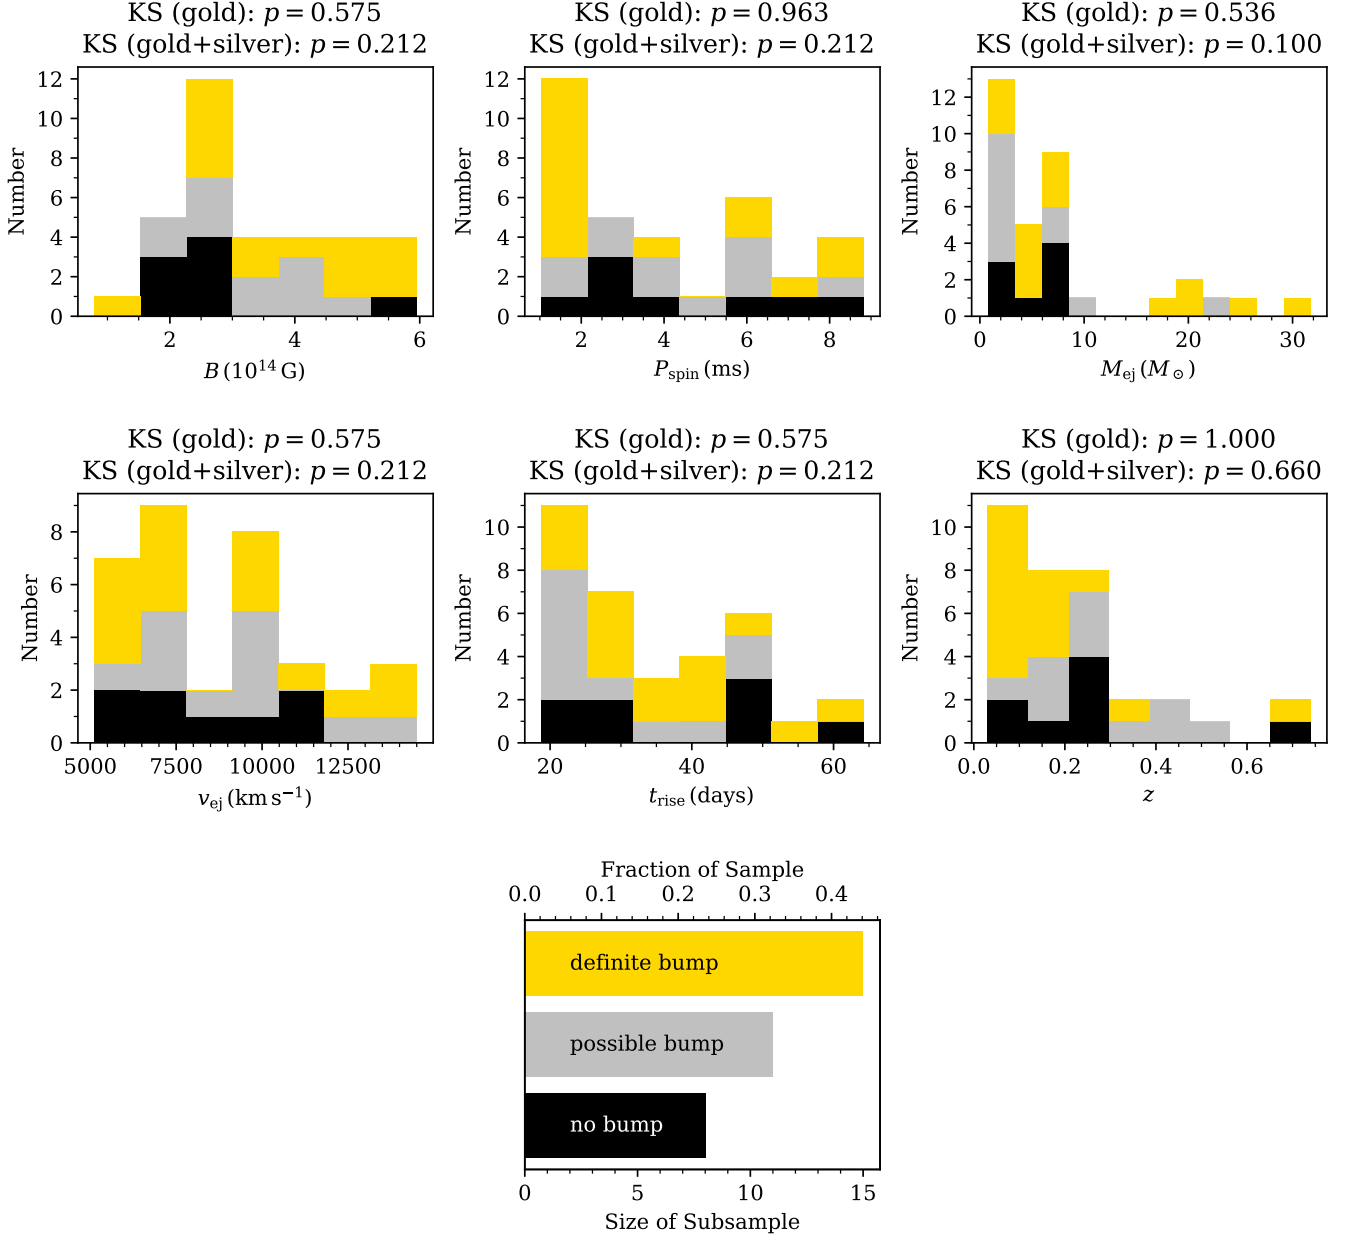 KS (gold): p = 0.575
KS (gold+silver): p = 0.212
12
10
8
6
4
2
0
Number
2 4 6
B (10¹⁴ G)
KS (gold): p = 0.963
KS (gold+silver): p = 0.212
12
10
8
6
4
2
0
Number
2 4 6 8
P_spin (ms)
KS (gold): p = 0.536
KS (gold+silver): p = 0.100
12
10
8
6
4
2
0
Number
0 10 20 30
M_ej (M_⊙)
KS (gold): p = 0.575
KS (gold+silver): p = 0.212
8
6
4
2
0
Number
5000 7500 10000 12500
v_ej (km s⁻¹)
KS (gold): p = 0.575
KS (gold+silver): p = 0.212
10
8
6
4
2
0
Number
20 40 60
t_rise (days)
KS (gold): p = 1.000
KS (gold+silver): p = 0.660
10
8
6
4
2
0
Number
0.0 0.2 0.4 0.6
z
Fraction of Sample
0.0 0.1 0.2 0.3 0.4
definite bump
possible bump
no bump
0 5 10 15
Size of Subsample